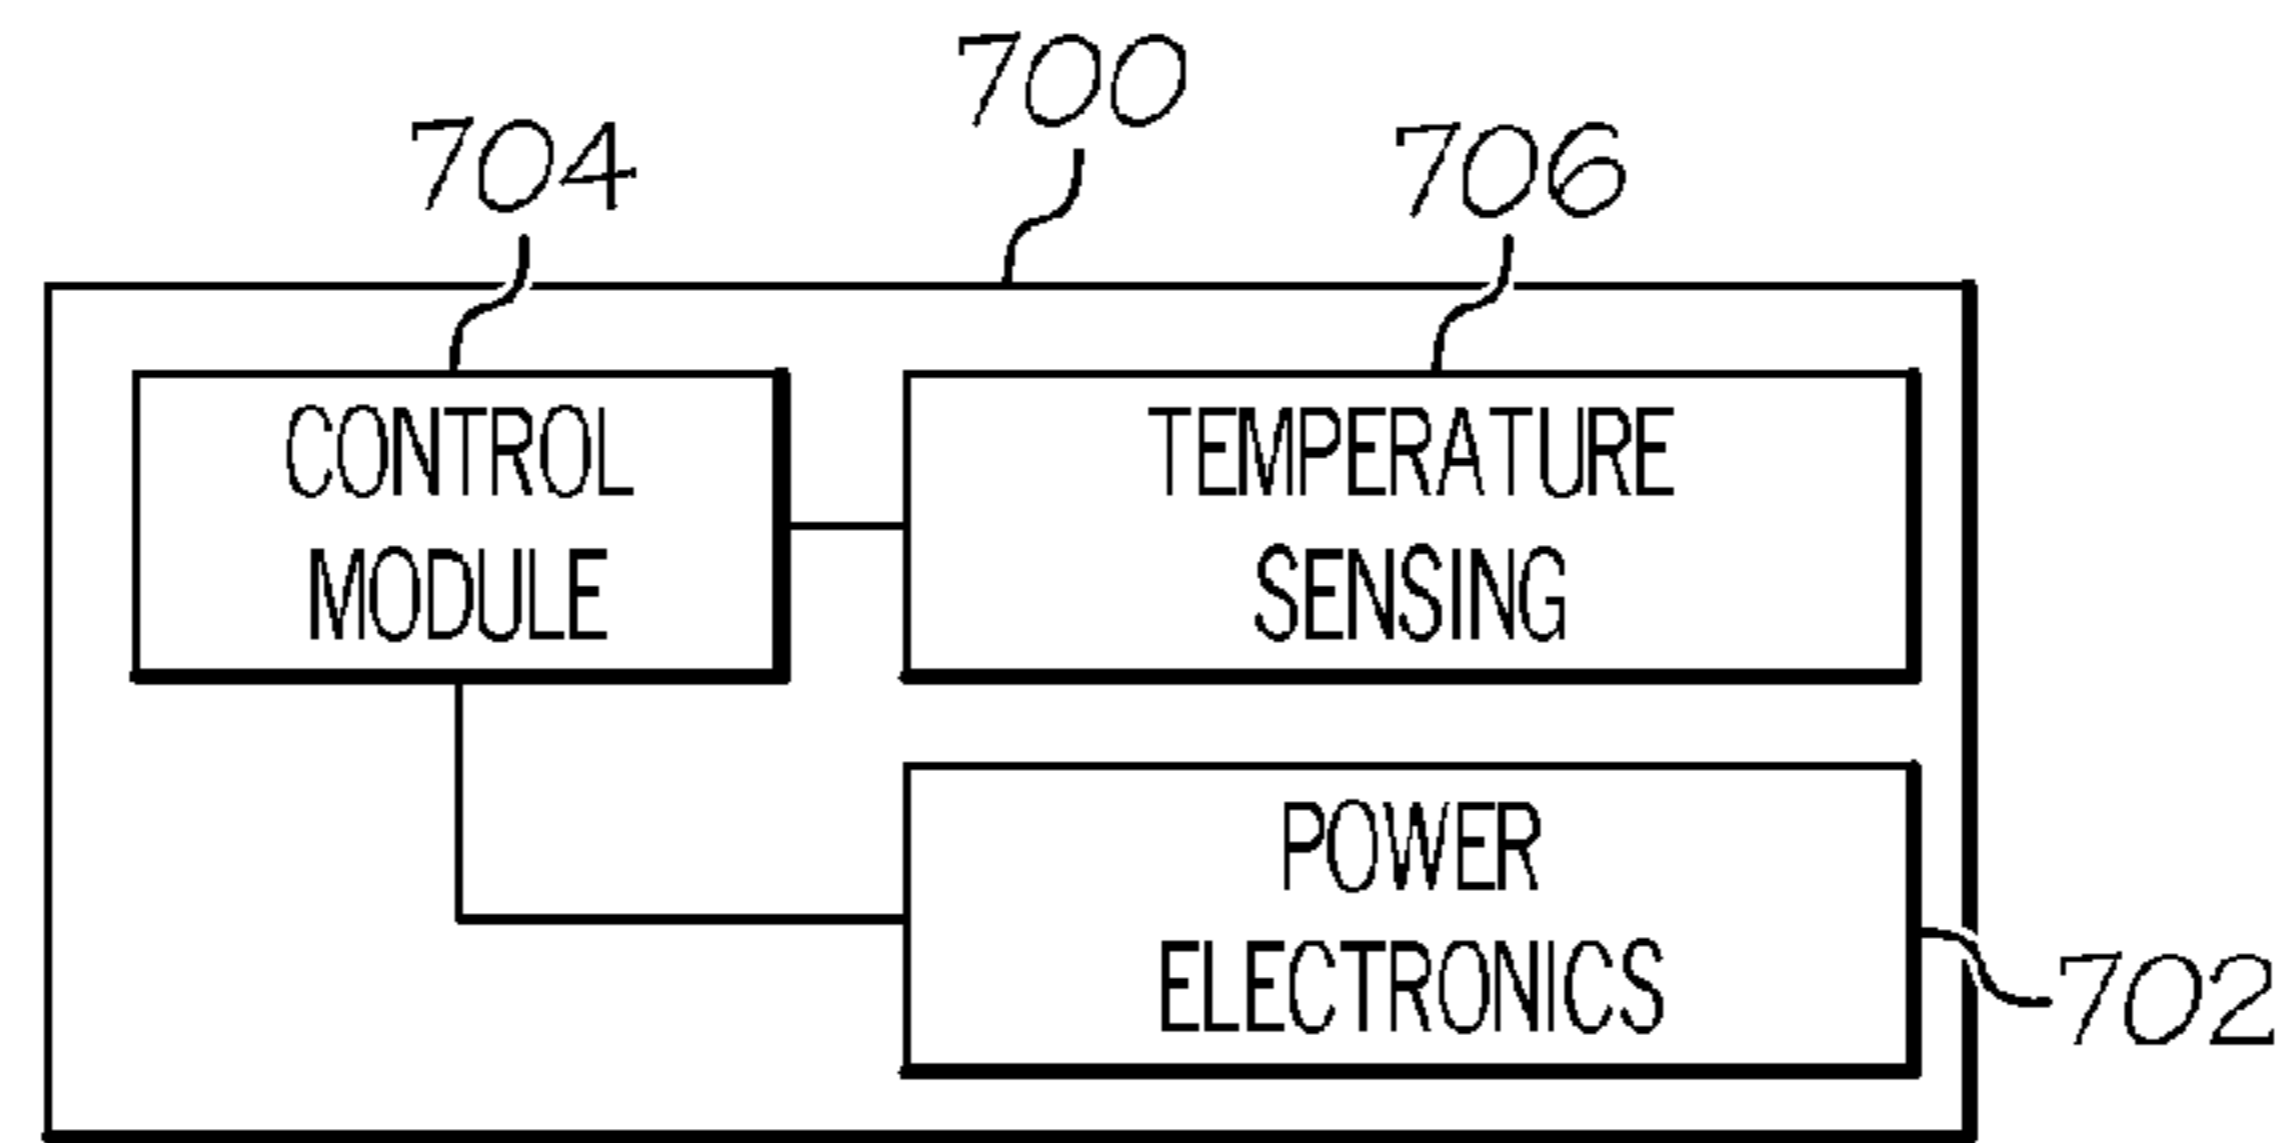 700
704
706
CONTROL
MODULE
TEMPERATURE
SENSING
POWER
ELECTRONICS
702